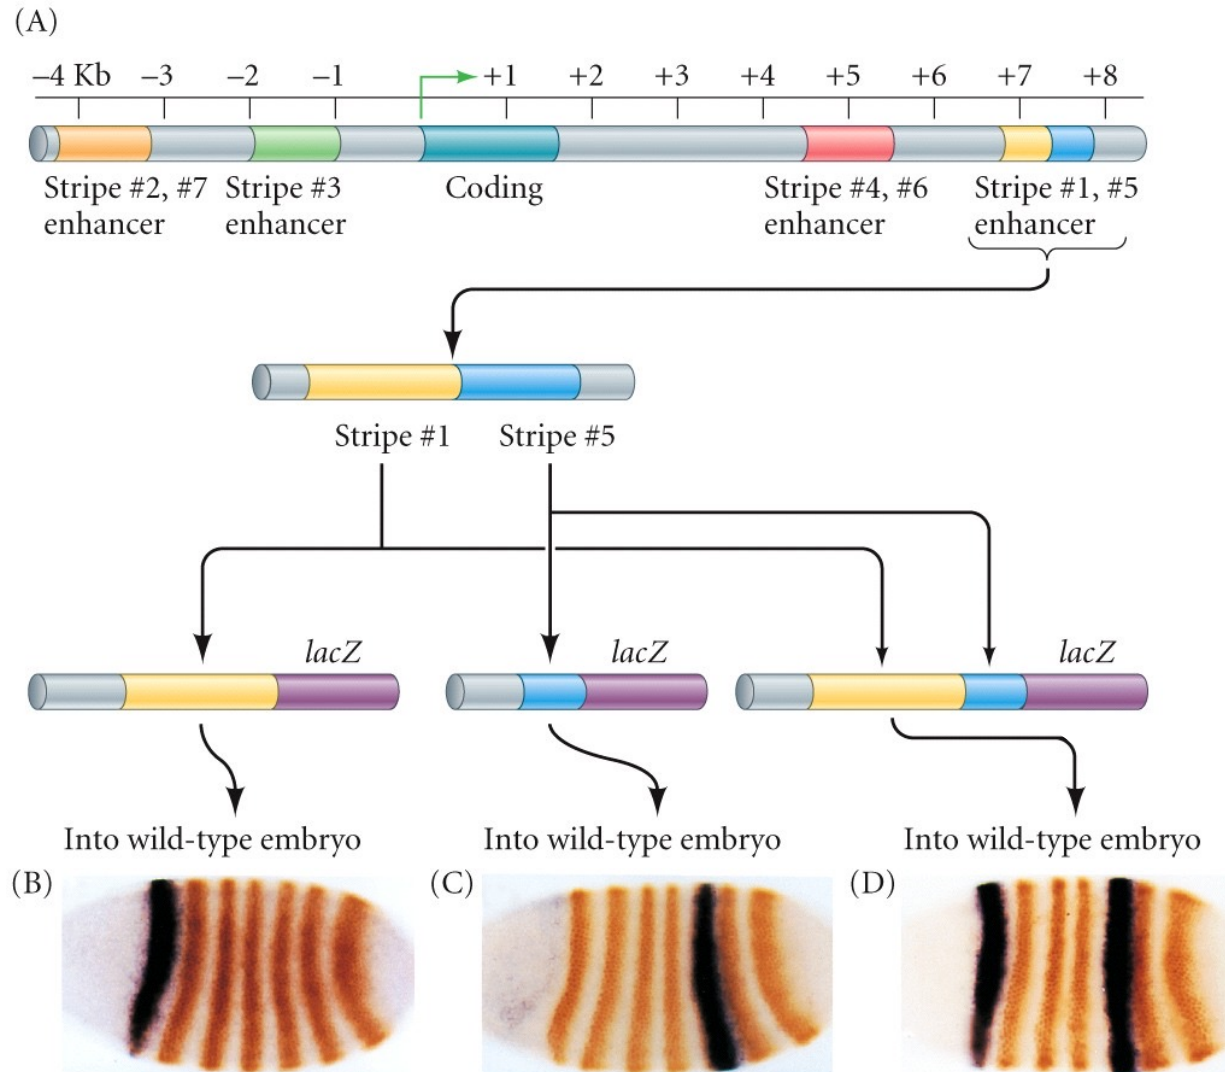 (A)
–4 Kb –3 –2 –1 +1 +2 +3 +4 +5 +6 +7 +8
Stripe #2, #7 Stripe #3 Coding Stripe #4, #6 Stripe #1, #5
enhancer enhancer enhancer enhancer
Stripe #1 Stripe #5
lacZ lacZ lacZ
Into wild-type embryo Into wild-type embryo Into wild-type embryo
(B) (C) (D)